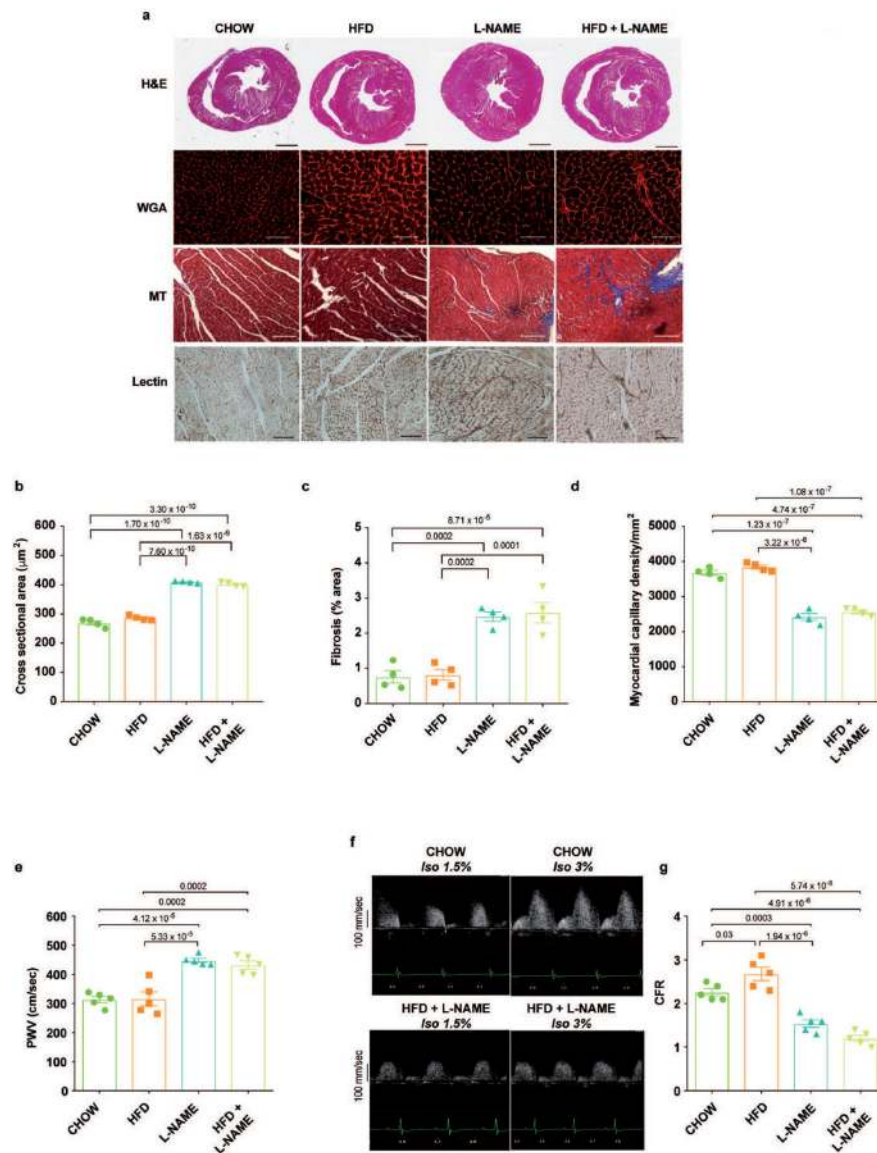 a
CHOW HFD L-NAME HFD + L-NAME
H&E
WGA
MT
Lectin
b
3.30 x 10-10
1.70 x 10-10
1.63 x 10-9
7.60 x 10-10
Cross sectional area (µm2)
600
500
400
300
200
100
0
CHOW
HFD
L-NAME
HFD +
L-NAME
c
8.71 x 10-5
0.0002
0.0001
0.0002
Fibrosis (% area)
5
4
3
2
1
0
CHOW
HFD
L-NAME
HFD +
L-NAME
d
1.08 x 10-7
4.74 x 10-7
1.23 x 10-7
3.22 x 10-8
Myocardial capillary density/mm2
5000
4000
3000
2000
1000
0
CHOW
HFD
L-NAME
HFD +
L-NAME
e
0.0002
0.0002
4.12 x 10-5
5.33 x 10-5
PWV (cm/sec)
600
500
400
300
200
100
0
CHOW
HFD
L-NAME
HFD +
L-NAME
f
CHOW
Iso 1.5%
CHOW
Iso 3%
100 mm/sec
HFD + L-NAME
Iso 1.5%
HFD + L-NAME
Iso 3%
100 mm/sec
g
5.74 x 10-8
4.91 x 10-6
0.0003
0.03 1.94 x 10-6
CFR
4
3
2
1
0
CHOW
HFD
L-NAME
HFD +
L-NAME